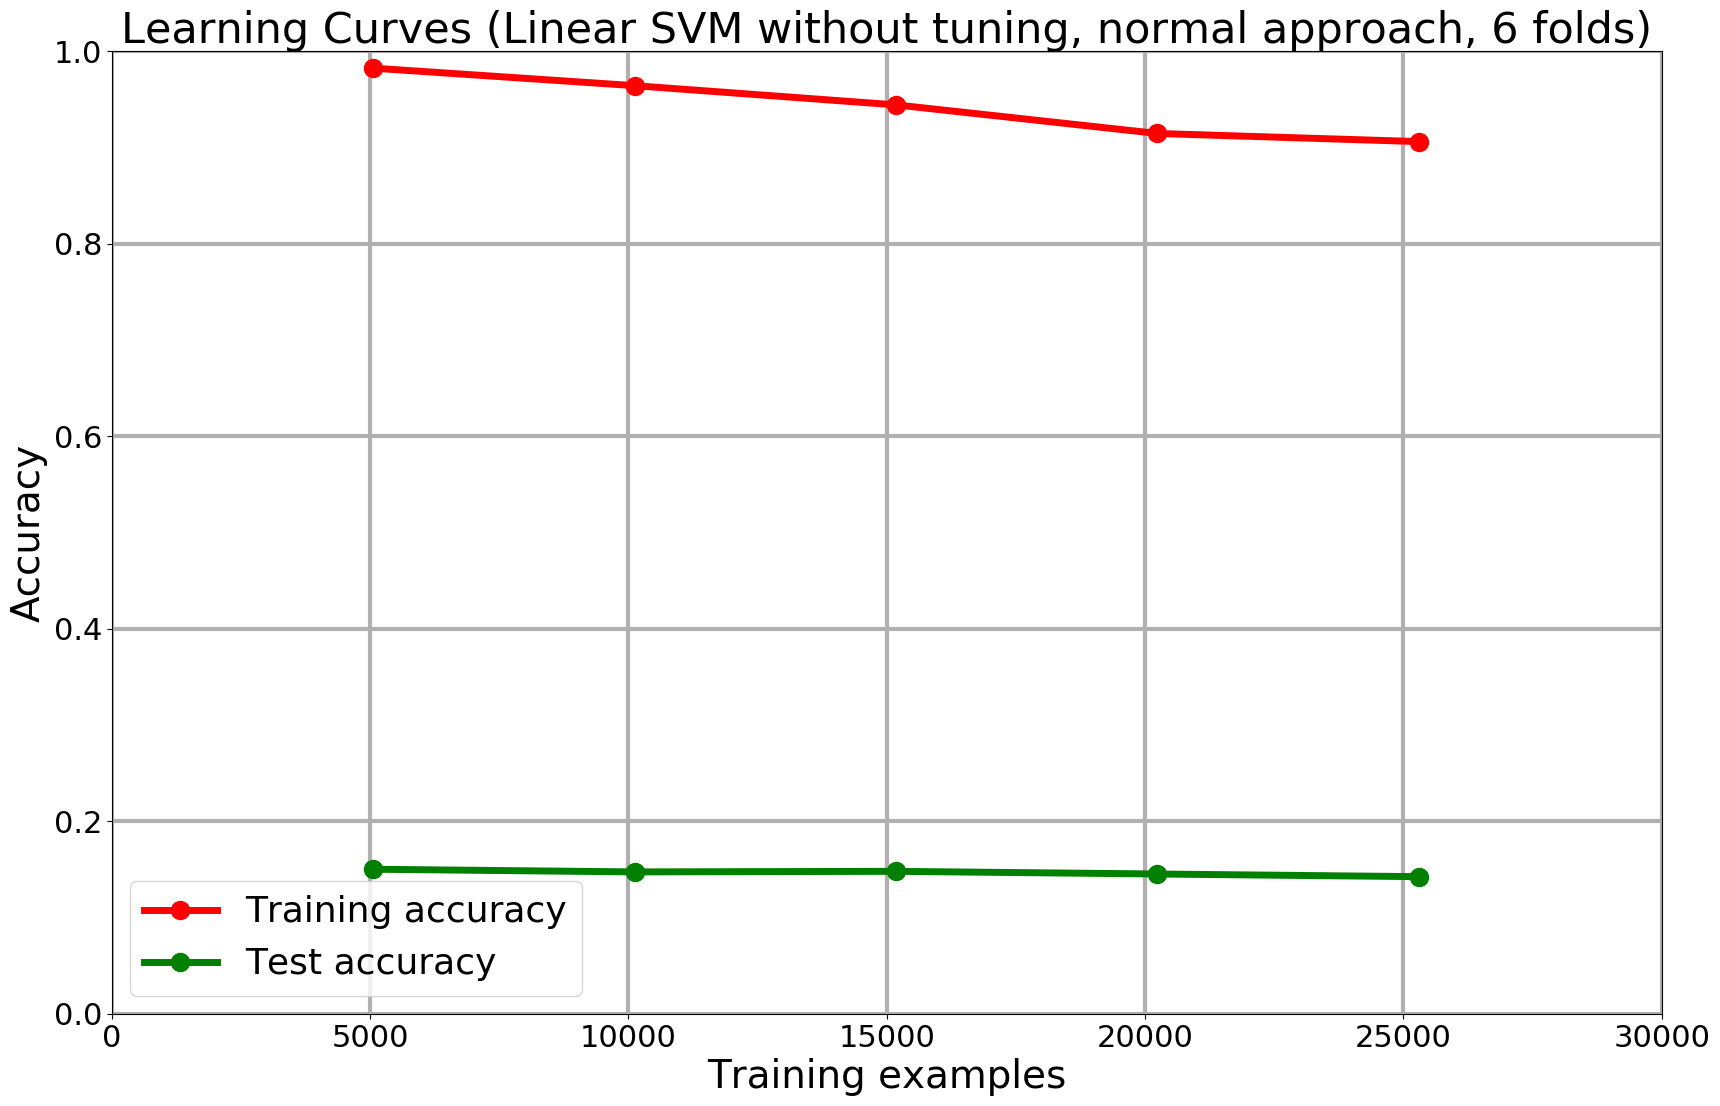 Learning Curves (Linear SVM without tuning, normal approach, 6 folds)
1.0
0.8
0.6
0.4
0.2
0.0
Accuracy
Training accuracy
Test accuracy
0 5000 10000 15000 20000 25000 30000
Training examples